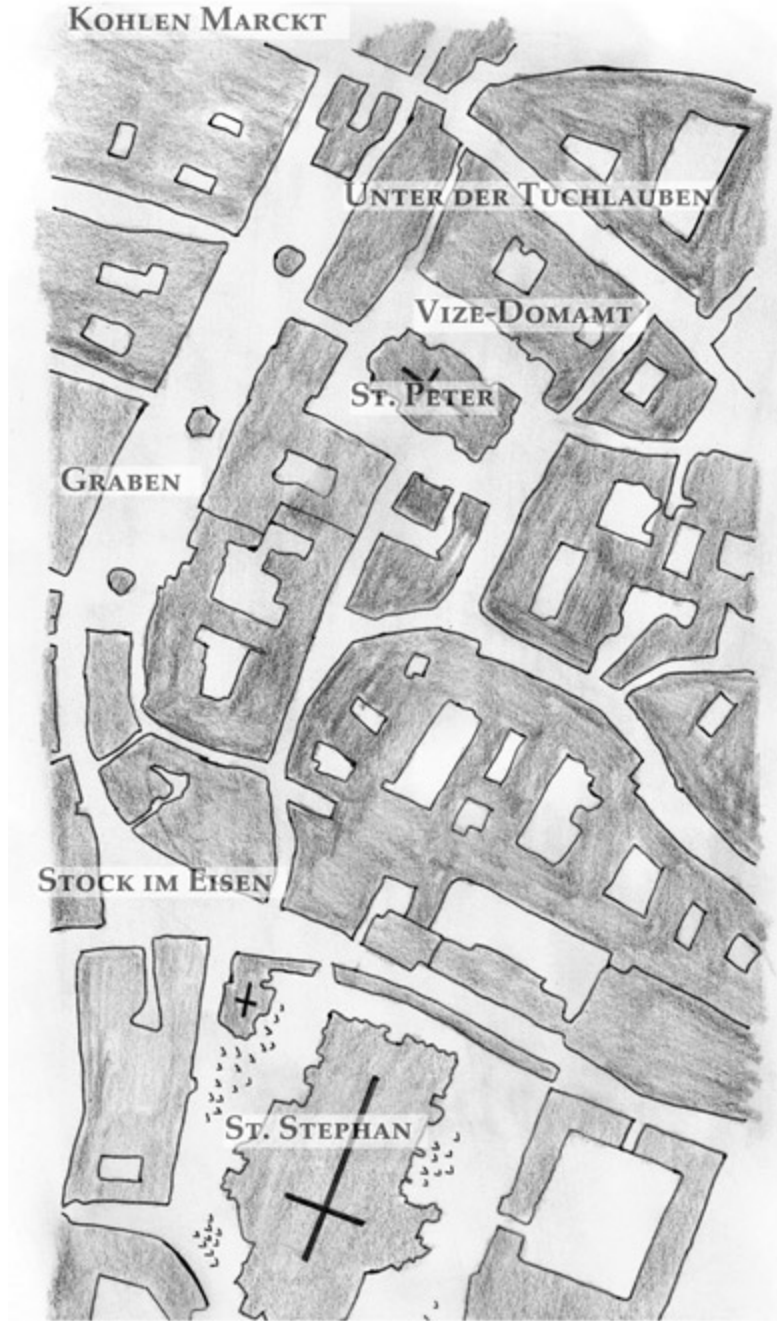 KOHLEN MARCKT
UNTER DER TUCHLAUBEN
VIZE-DOMAMT
ST. PETER
GRABEN
STOCK IM EISEN
ST. STEPHAN